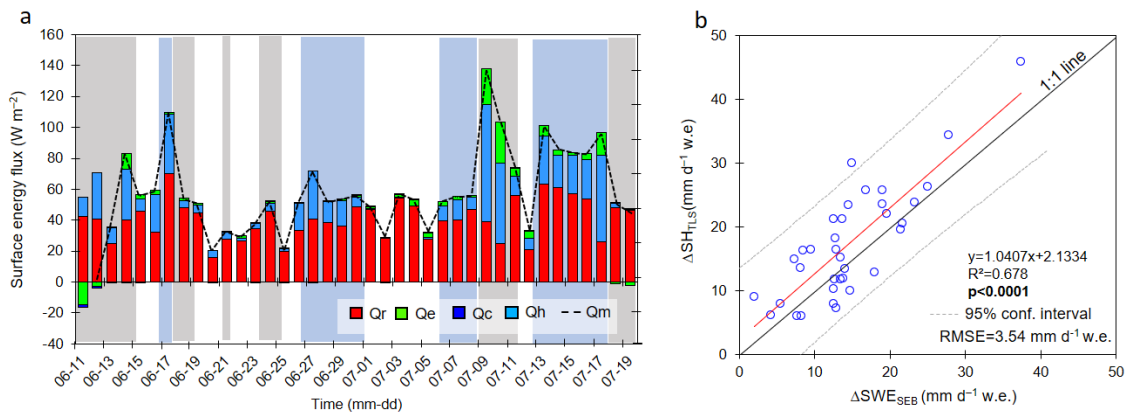 a
Surface energy flux (W m⁻²)
160
140
120
100
80
60
40
20
0
-20
-40
Qr Qe Qc Qh Qm
06-11
06-13
06-15
06-17
06-19
06-21
06-23
06-25
06-27
06-29
07-01
07-03
07-05
07-07
07-09
07-11
07-13
07-15
07-17
07-19
Time (mm-dd)
b
ΔSH_TLS (mm d⁻¹ w.e)
50
40
30
20
10
0
1:1 line
y=1.0407x+2.1334
R²=0.678
p<0.0001
95% conf. interval
RMSE=3.54 mm d⁻¹ w.e.
0 10 20 30 40 50
ΔSWE_SEB (mm d⁻¹ w.e.)